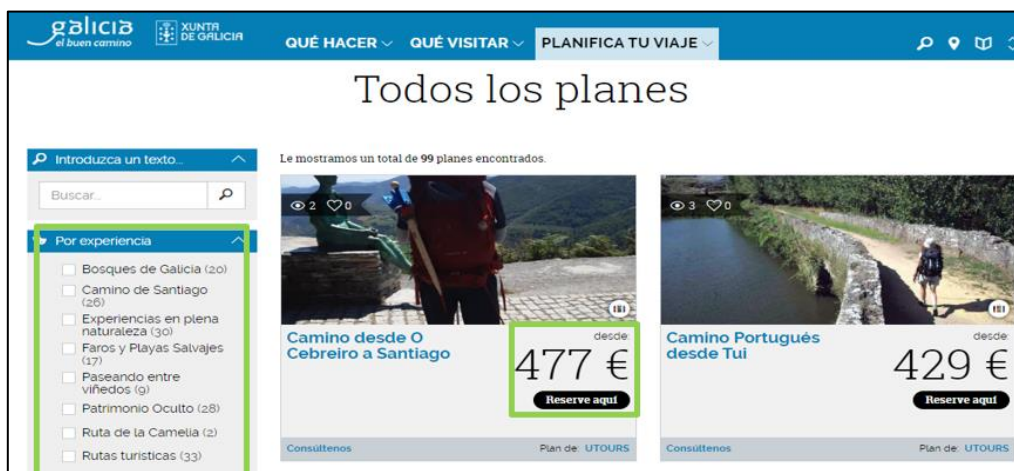 galicia
el buen camino
XUNTA
DE GALICIA
QUÉ HACER
QUÉ VISITAR
PLANIFICA TU VIAJE
Todos los planes
Introduzca un texto...
Buscar...
Por experiencia
Bosques de Galicia (20)
Camino de Santiago
(26)
Experiencias en plena
naturaleza (30)
Faros y Playas Salvajes
(17)
Paseando entre
viñedos (9)
Patrimonio Oculto (28)
Ruta de la Camelia (2)
Rutas turísticas (33)
Le mostramos un total de 99 planes encontrados.
2 0
Camino desde O
Cebreiro a Santiago
desde:
477 €
Reserve aquí
Consúltenos
Plan de: UTOURS
3 0
Camino Portugués
desde Tui
desde:
429 €
Reserve aquí
Consúltenos
Plan de: UTOURS